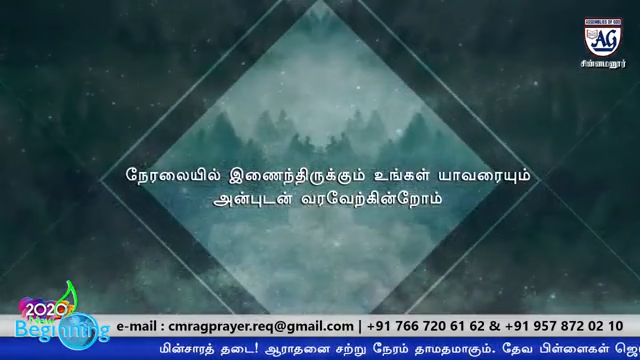 ASSEMBLIES OF GOD
AG
சின்னமனூர்
நேரலையில் இணைந்திருக்கும் உங்கள் யாவரையும்
அன்புடன் வரவேற்கின்றோம்
2020
New
Beginning
e-mail : cmragprayer.req@gmail.com | +91 766 720 61 62 & +91 957 872 02 10
மின்சாரத் தடை! ஆராதனை சற்று நேரம் தாமதமாகும். தேவ பிள்ளைகள் ஜெ